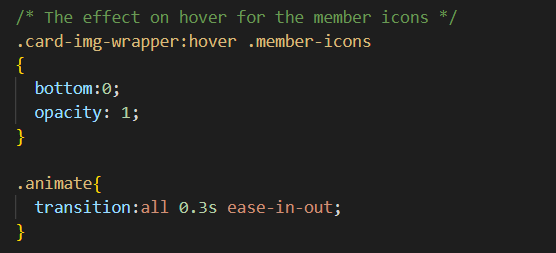 /* The effect on hover for the member icons */
.card-img-wrapper:hover .member-icons
{
  bottom:0;
  opacity: 1;
}

.animate{
  transition:all 0.3s ease-in-out;
}